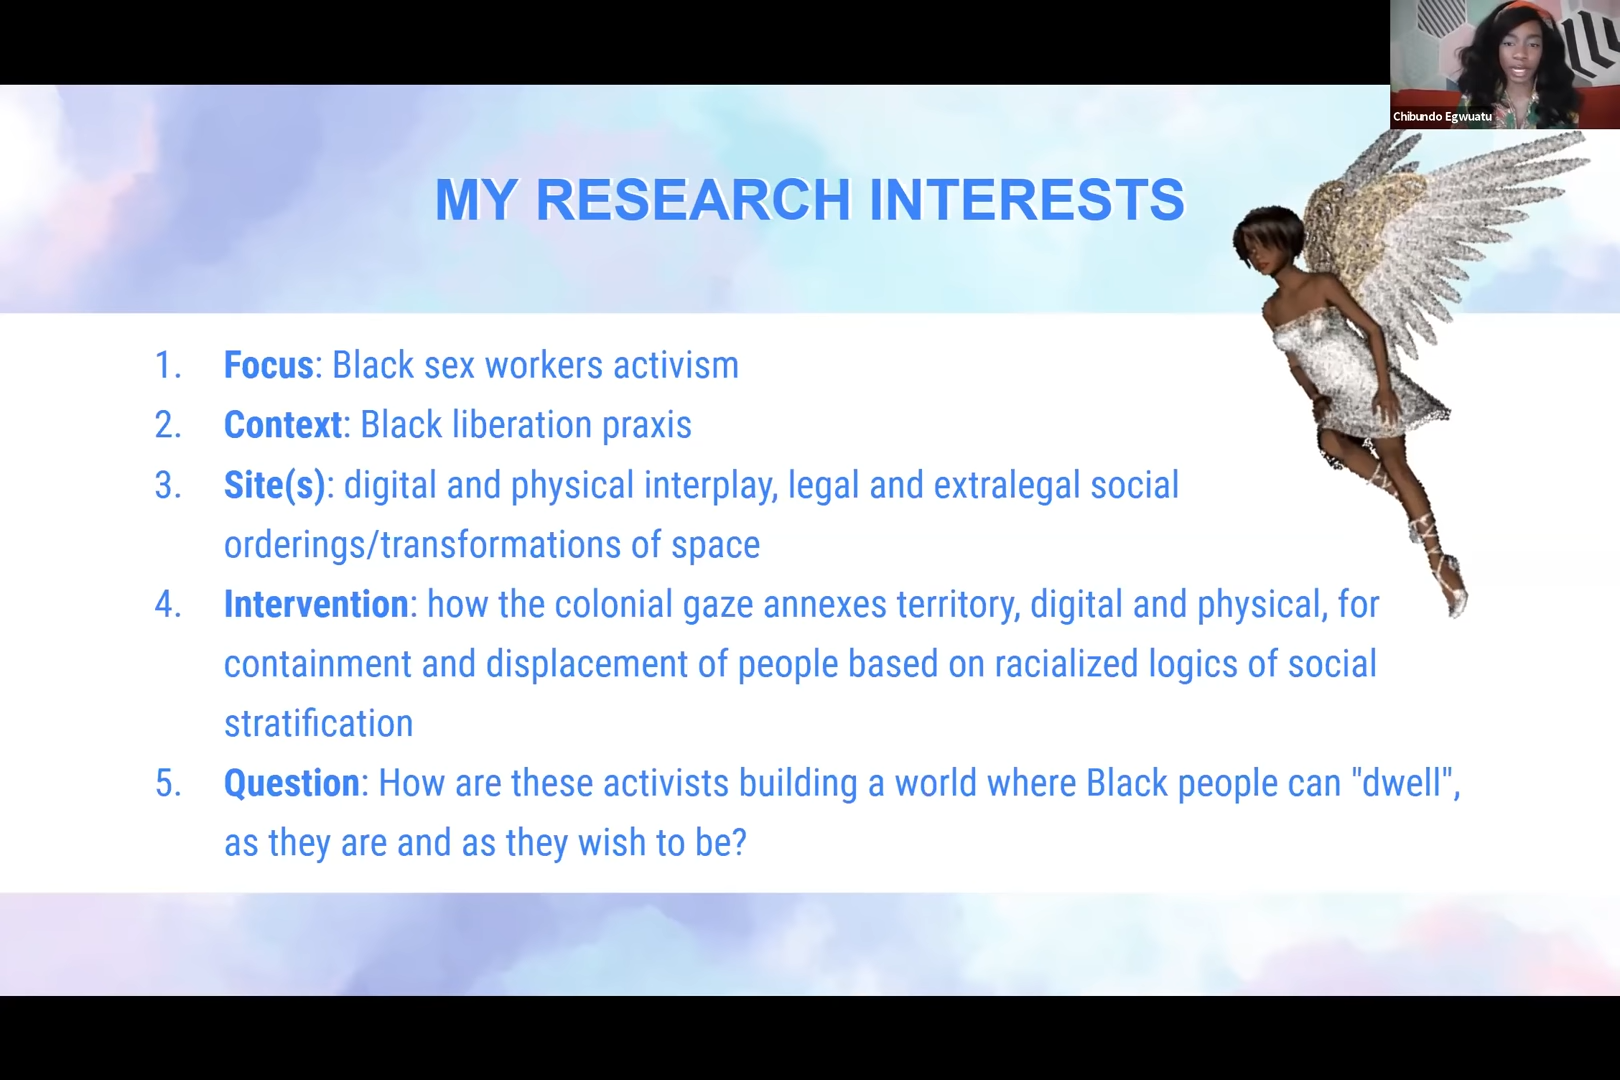 Chibundo Egwuatu
MY RESEARCH INTERESTS
1. Focus: Black sex workers activism
2. Context: Black liberation praxis
3. Site(s): digital and physical interplay, legal and extralegal social
orderings/transformations of space
4. Intervention: how the colonial gaze annexes territory, digital and physical, for
containment and displacement of people based on racialized logics of social
stratification
5. Question: How are these activists building a world where Black people can "dwell",
as they are and as they wish to be?